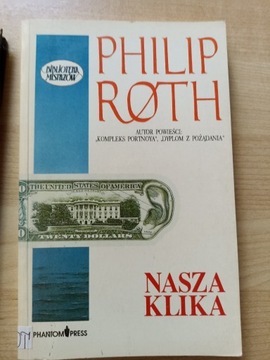 BIBLIOTEKA
MISTRZÓW
PHILIP
ROTH
AUTOR POWIEŚCI:
„KOMPLEKS PORTNOYA", „DYPLOM Z POŻĄDANIA"
THE UNITED STATES OF AMERICA
TWENTY DOLLARS
NASZA
KLIKA
PHANTOM PRESS